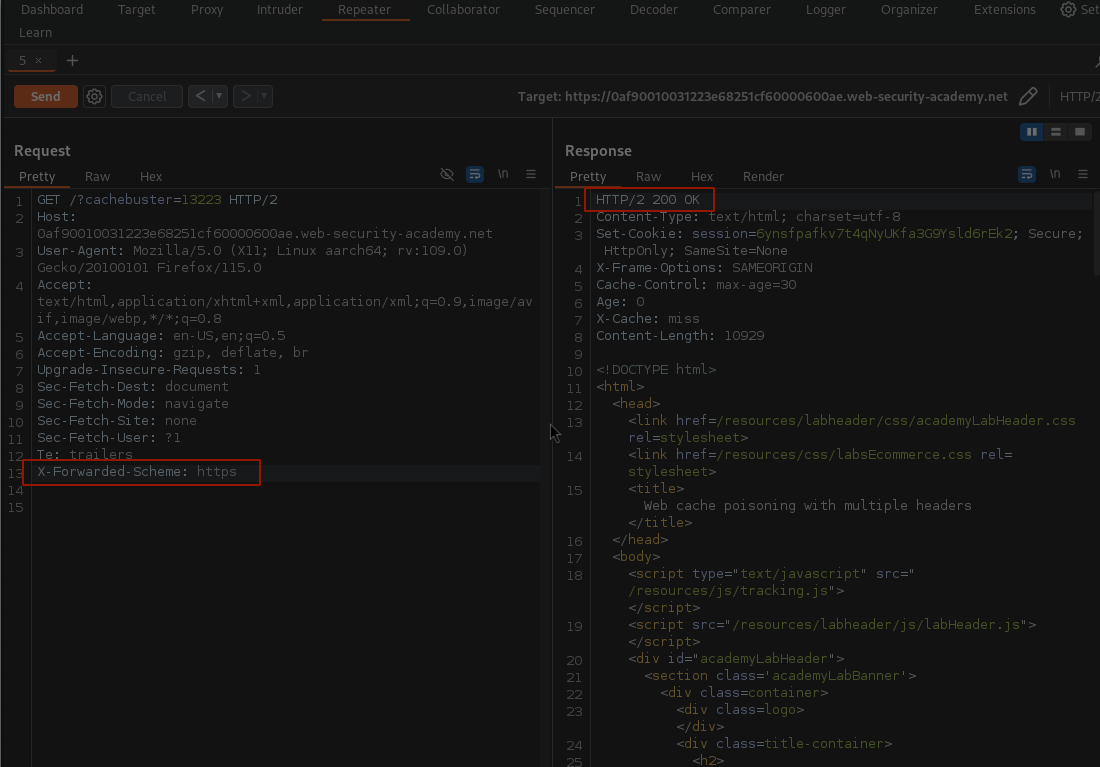 Dashboard Target Proxy Intruder Repeater Collaborator Sequencer Decoder Comparer Logger Organizer Extensions Set
Learn
5 × +
Send Cancel < > Target: https://0af90010031223e68251cf60000600ae.web-security-academy.net HTTP/2
Request
Pretty Raw Hex \n
1 GET /?cachebuster=13223 HTTP/2
2 Host:
0af90010031223e68251cf60000600ae.web-security-academy.net
3 User-Agent: Mozilla/5.0 (X11; Linux aarch64; rv:109.0)
Gecko/20100101 Firefox/115.0
4 Accept:
text/html,application/xhtml+xml,application/xml;q=0.9,image/av
if,image/webp,*/*;q=0.8
5 Accept-Language: en-US,en;q=0.5
6 Accept-Encoding: gzip, deflate, br
7 Upgrade-Insecure-Requests: 1
8 Sec-Fetch-Dest: document
9 Sec-Fetch-Mode: navigate
10 Sec-Fetch-Site: none
11 Sec-Fetch-User: ?1
12 Te: trailers
13 X-Forwarded-Scheme: https
14
15
Response
Pretty Raw Hex Render \n
1 HTTP/2 200 OK
2 Content-Type: text/html; charset=utf-8
3 Set-Cookie: session=6ynsfpafkv7t4qNyUKfa3G9Ysld6rEk2; Secure;
HttpOnly; SameSite=None
4 X-Frame-Options: SAMEORIGIN
5 Cache-Control: max-age=30
6 Age: 0
7 X-Cache: miss
8 Content-Length: 10929
9
10 <!DOCTYPE html>
11 <html>
12 <head>
13 <link href=/resources/labheader/css/academyLabHeader.css
rel=stylesheet>
14 <link href=/resources/css/labsEcommerce.css rel=
stylesheet>
15 <title>
Web cache poisoning with multiple headers
</title>
16 </head>
17 <body>
18 <script type="text/javascript" src="
/resources/js/tracking.js">
</script>
19 <script src="/resources/labheader/js/labHeader.js">
</script>
20 <div id="academyLabHeader">
21 <section class='academyLabBanner'>
22 <div class=container>
23 <div class=logo>
</div>
24 <div class=title-container>
25 <h2>